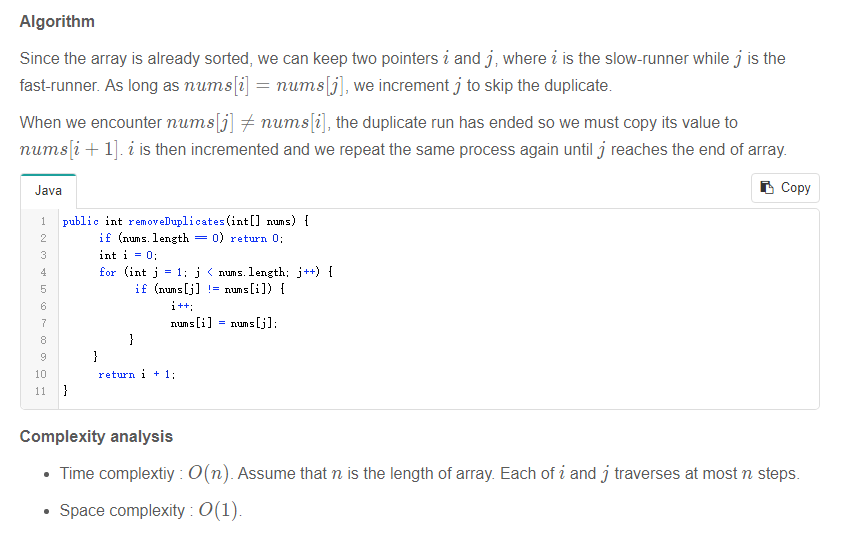 Algorithm
Since the array is already sorted, we can keep two pointers i and j, where i is the slow-runner while j is the
fast-runner. As long as nums[i] = nums[j], we increment j to skip the duplicate.
When we encounter nums[j] ≠ nums[i], the duplicate run has ended so we must copy its value to
nums[i + 1]. i is then incremented and we repeat the same process again until j reaches the end of array.
Java
Copy
1 public int removeDuplicates(int[] nums) {
2 if (nums.length == 0) return 0;
3 int i = 0;
4 for (int j = 1; j < nums.length; j++) {
5 if (nums[j] != nums[i]) {
6 i++;
7 nums[i] = nums[j];
8 }
9 }
10 return i + 1;
11 }
Complexity analysis
• Time complextiy : O(n). Assume that n is the length of array. Each of i and j traverses at most n steps.
• Space complexity : O(1).